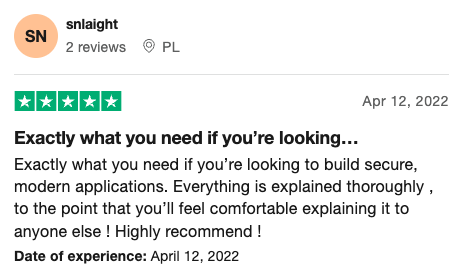 SN
snlaight
2 reviews PL
Apr 12, 2022
Exactly what you need if you’re looking…
Exactly what you need if you’re looking to build secure,
modern applications. Everything is explained thoroughly ,
to the point that you’ll feel comfortable explaining it to
anyone else ! Highly recommend !
Date of experience: April 12, 2022